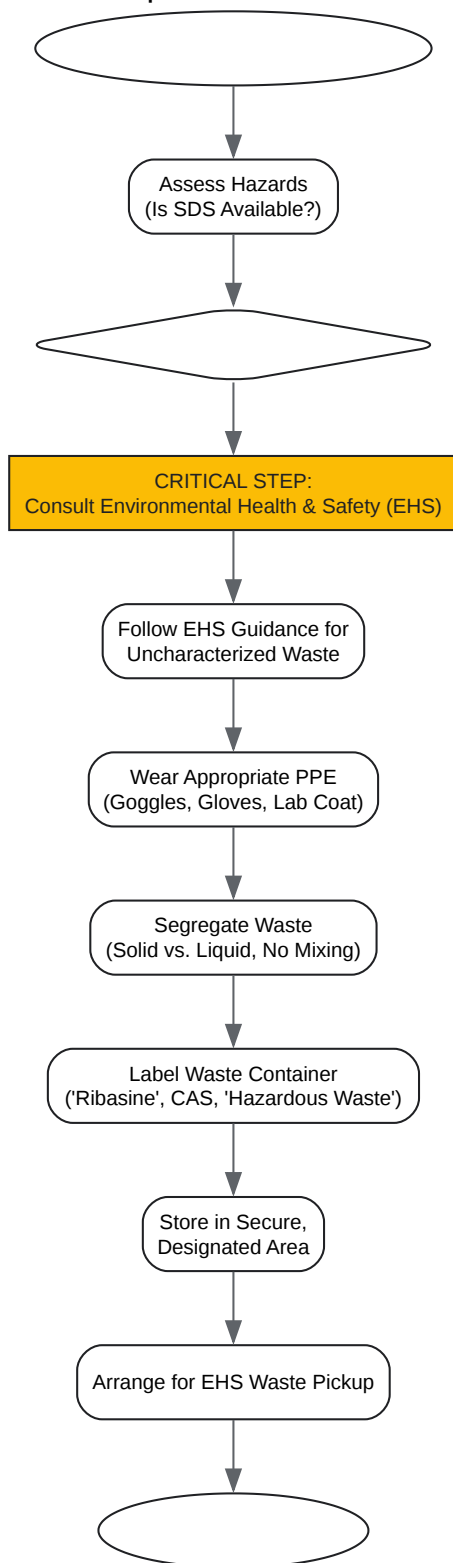 Assess Hazards
(Is SDS Available?)
CRITICAL STEP:
Consult Environmental Health & Safety (EHS)
Follow EHS Guidance for
Uncharacterized Waste
Wear Appropriate PPE
(Goggles, Gloves, Lab Coat)
Segregate Waste
(Solid vs. Liquid, No Mixing)
Label Waste Container
('Ribasine', CAS, 'Hazardous Waste')
Store in Secure,
Designated Area
Arrange for EHS Waste Pickup